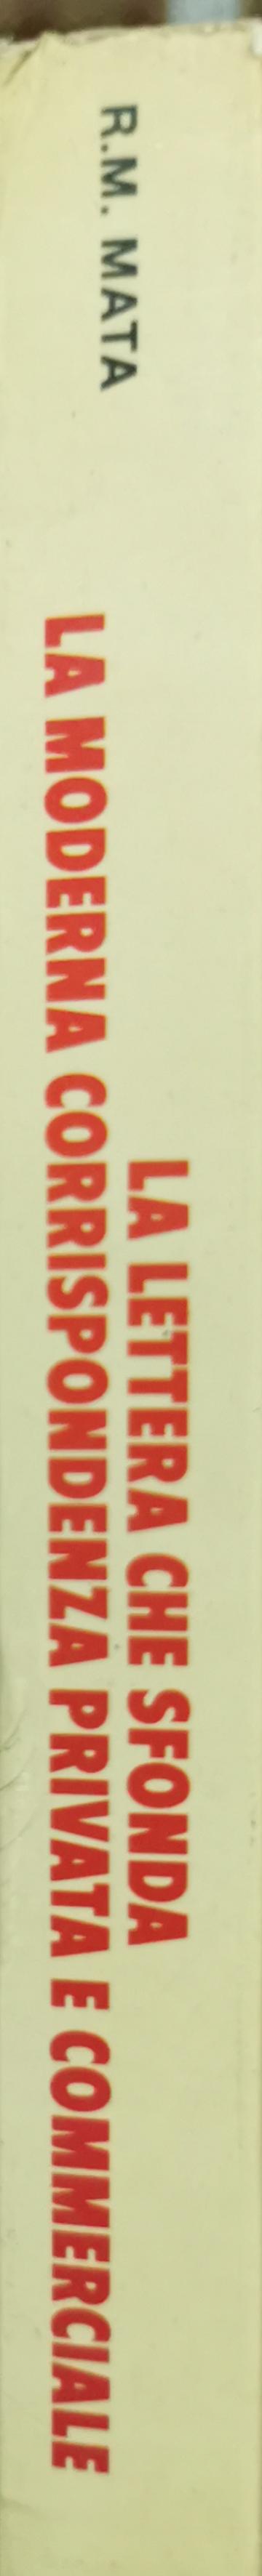 R.M. MATA
LA LETTERA CHE SFONDA
LA MODERNA CORRISPONDENZA PRIVATA E COMMERCIALE